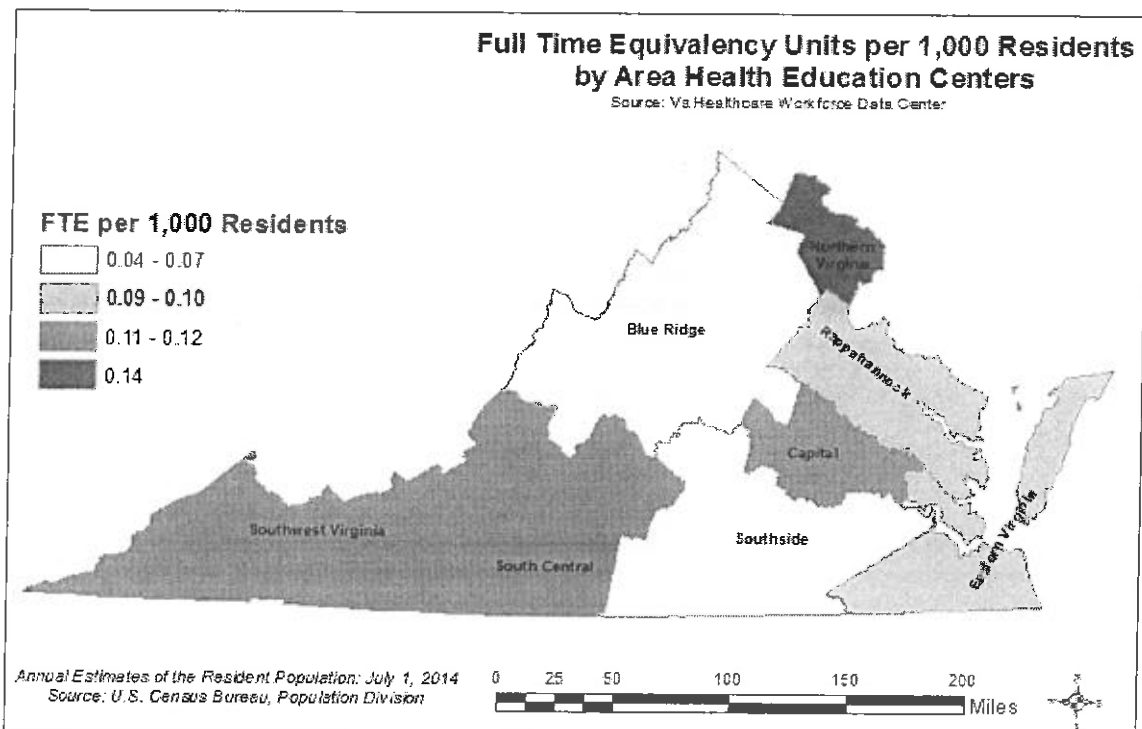 Full Time Equivalency Units per 1,000 Residents
by Area Health Education Centers
Source: Va Healthcare Workforce Data Center
FTE per 1,000 Residents
0.04 - 0.07
0.09 - 0.10
0.11 - 0.12
0.14
Northern
Virginia
Blue Ridge
Rappahannock
Capital
Southwest Virginia
South Central
Southside
Eastern Virginia
Annual Estimates of the Resident Population: July 1, 2014
Source: U.S. Census Bureau, Population Division
0 25 50 100 150 200
Miles